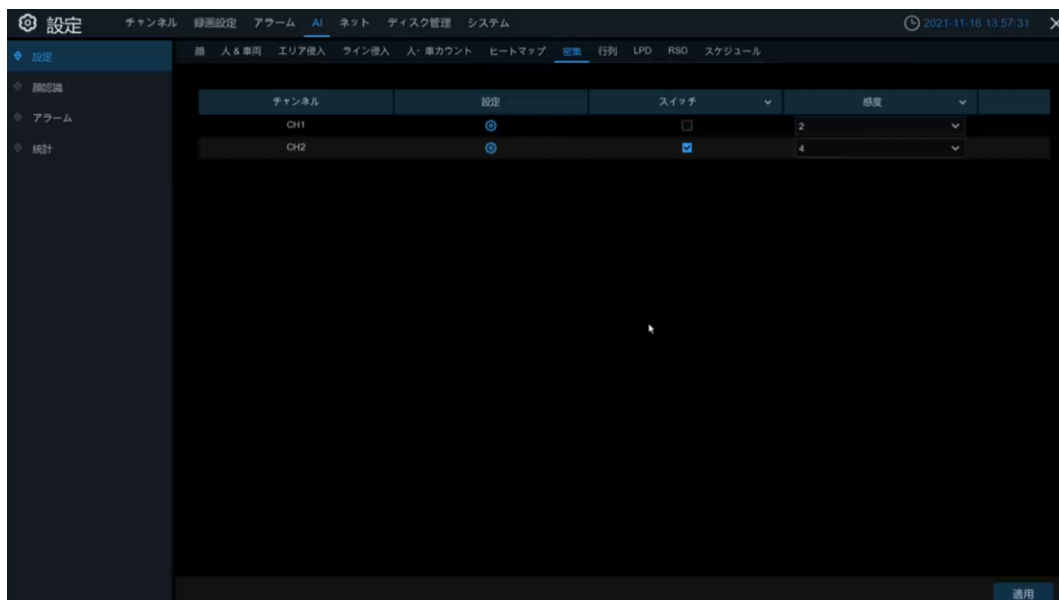 設定 チャンネル 録画設定 アラーム AI ネット ディスク管理 システム 2021-11-18 13:57:31
設定 顔 人＆車両 エリア侵入 ライン侵入 人・車カウント ヒートマップ 密集 行列 LPD RSD スケジュール
顔認識
アラーム
統計
チャンネル 設定 スイッチ 感度
CH1 2
CH2 4
適用